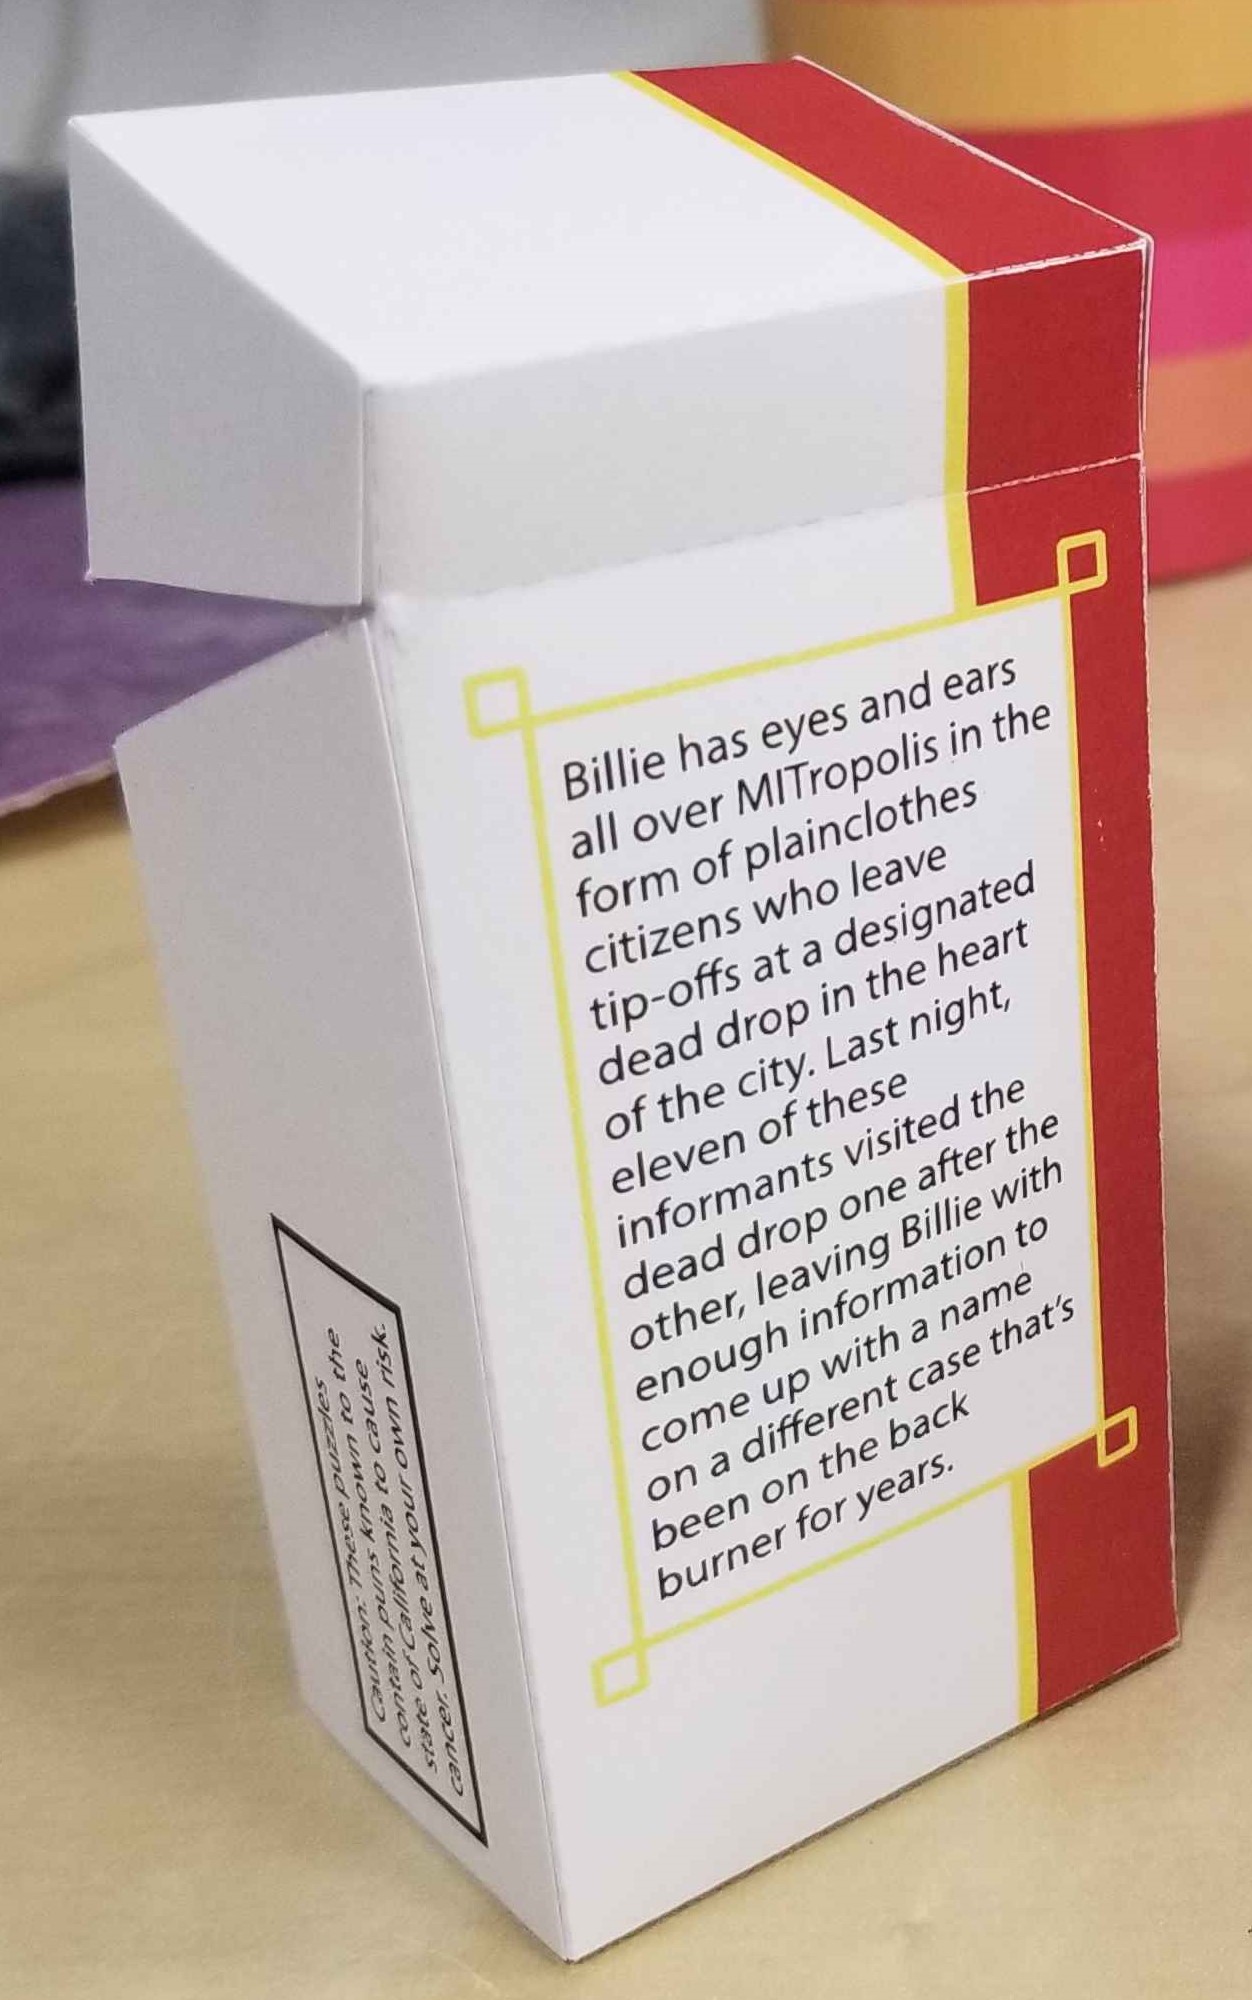 Billie has eyes and ears
all over MITropolis in the
form of plainclothes
citizens who leave
tip-offs at a designated
dead drop in the heart
of the city. Last night,
eleven of these
informants visited the
dead drop one after the
other, leaving Billie with
enough information to
come up with a name
on a different case that's
been on the back
burner for years.
Caution: These puzzles
contain puns known to the
state of California to cause
cancer. Solve at your own risk.